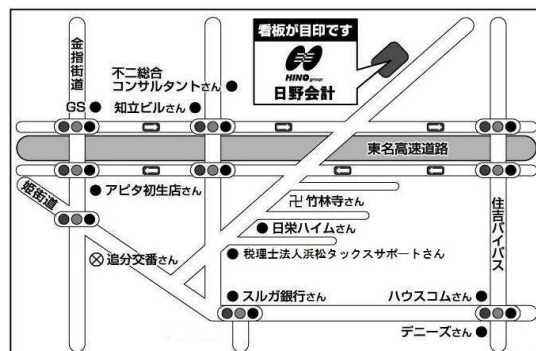 看板が目印です
HINO group
日野会計
金指街道
不二総合
コンサルタントさん
GS
知立ビルさん
東名高速道路
アピタ初生店さん
姫街道
卍竹林寺さん
日栄ハイムさん
住吉バイパス
追分交番さん
税理士法人浜松タックスサポートさん
スルガ銀行さん
ハウスコムさん
デニーズさん